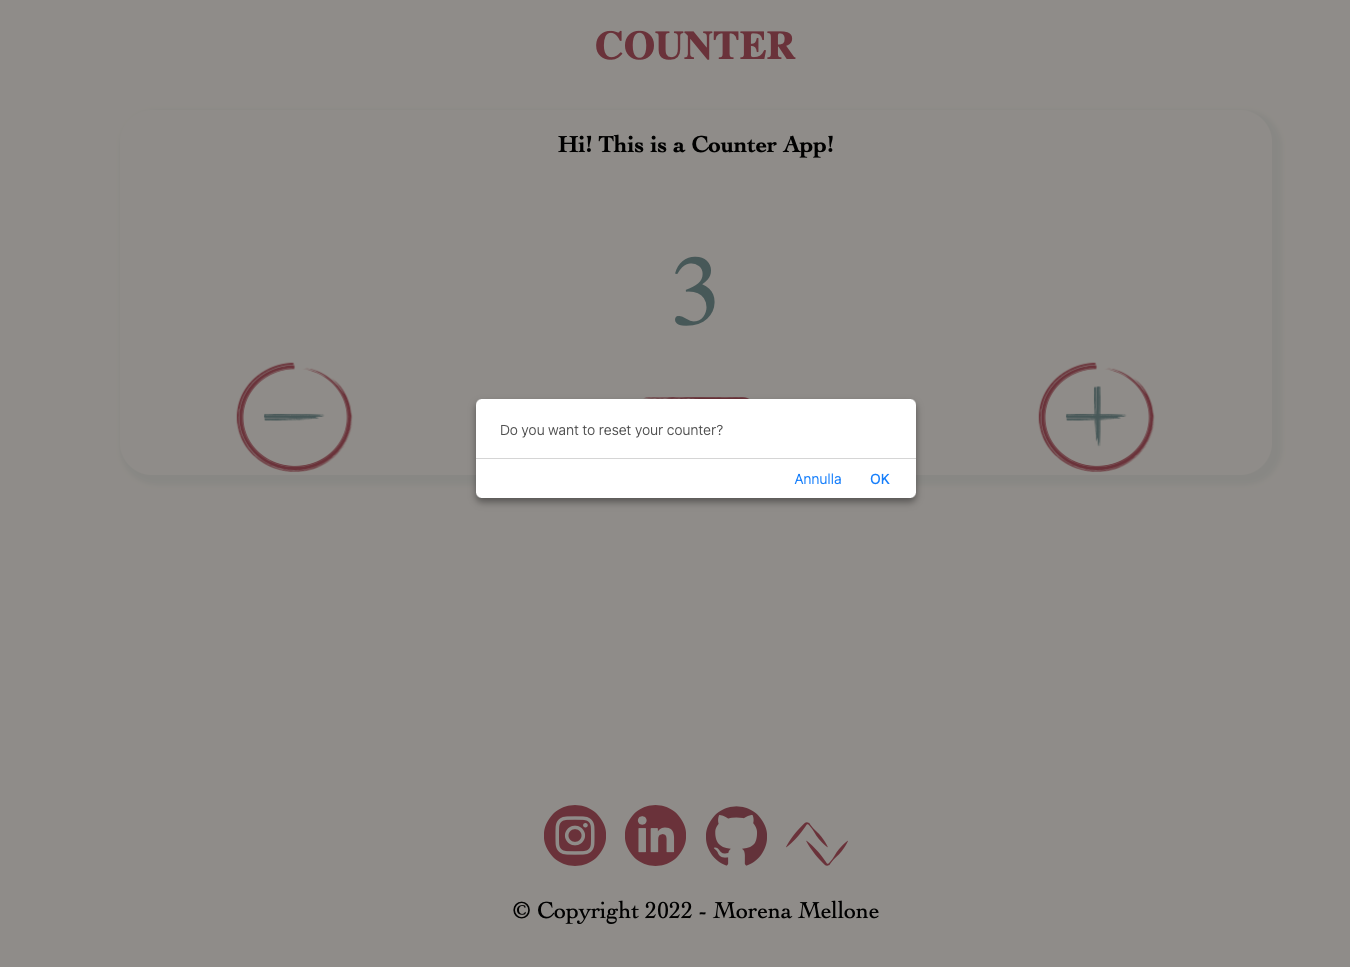 COUNTER
Hi! This is a Counter App!
3
Do you want to reset your counter?
Annulla OK
in
© Copyright 2022 - Morena Mellone